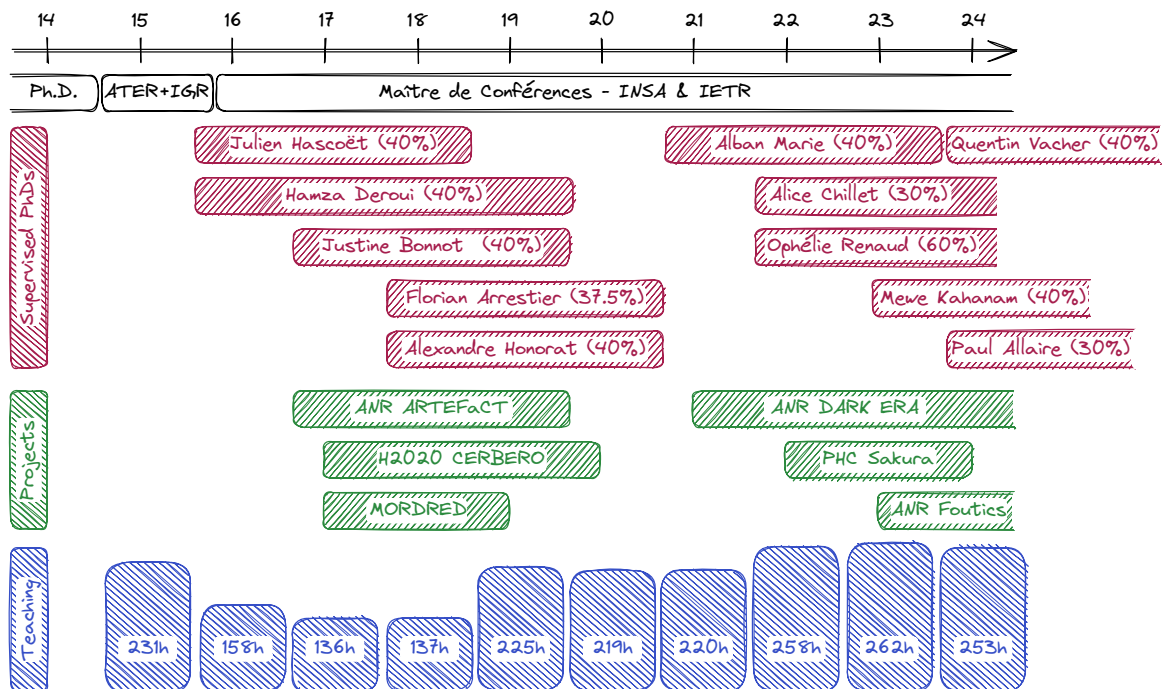 14 15 16 17 18 19 20 21 22 23 24
Ph.D. ATER+IGR Maître de Conférences - INSA & IETR
Supervised PhDs
Julien Hascoët (40%) Alban Marie (40%) Quentin Vacher (40%
Hamza Deroui (40%) Alice Chillet (30%)
Justine Bonnot (40%) Ophélie Renaud (60%)
Florian Arrestier (37.5%) Mewe Kahanam (40%)
Alexandre Honorat (40%) Paul Allaire (30%)
Projects
ANR ARTEFaCT ANR DARK ERA
H2020 CERBERO PHC Sakura
MORDRED ANR Foutics
Teaching
231h 158h 136h 137h 225h 219h 220h 258h 262h 253h